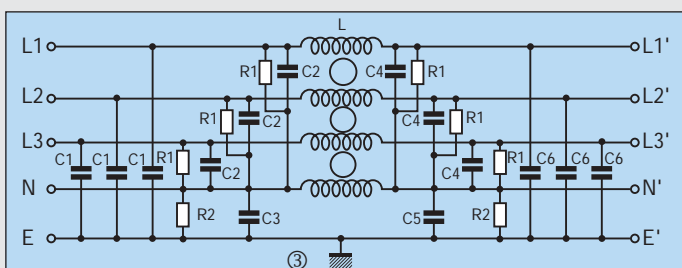 L
L1 L1'
R1 C2 C4 R1
L2 L2'
R1 C2 C4 R1
L3 L3'
C1 C1 C1 R1 C2 C4 R1 C6 C6 C6
N N'
R2 C3 C5 R2
E E'
③